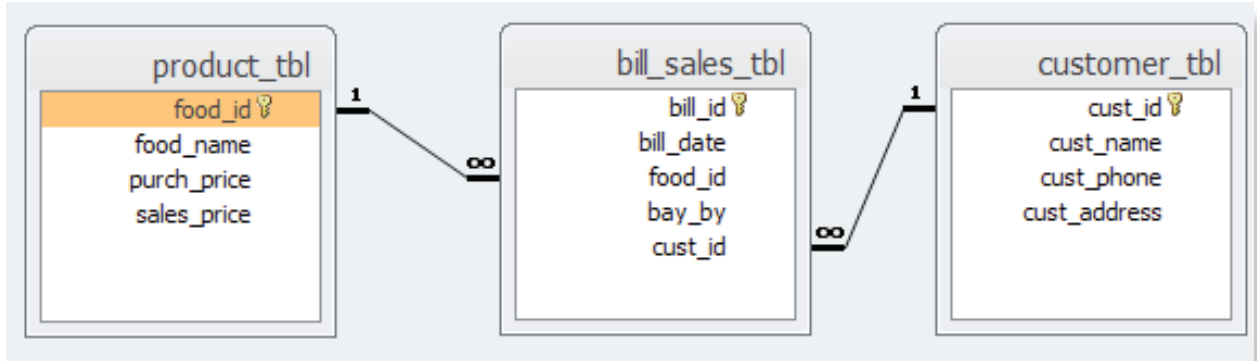 product_tbl
food_id
food_name
purch_price
sales_price
1
∞
bill_sales_tbl
bill_id
bill_date
food_id
bay_by
cust_id
1
∞
customer_tbl
cust_id
cust_name
cust_phone
cust_address